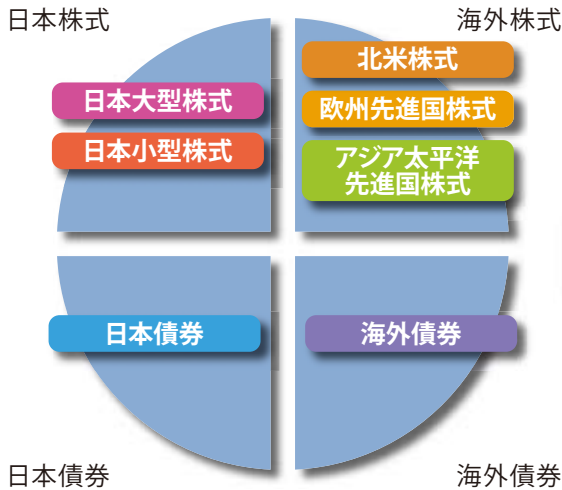 日本株式
海外株式
日本大型株式
日本小型株式
北米株式
欧州先進国株式
アジア太平洋
先進国株式
日本債券
海外債券
日本債券
海外債券